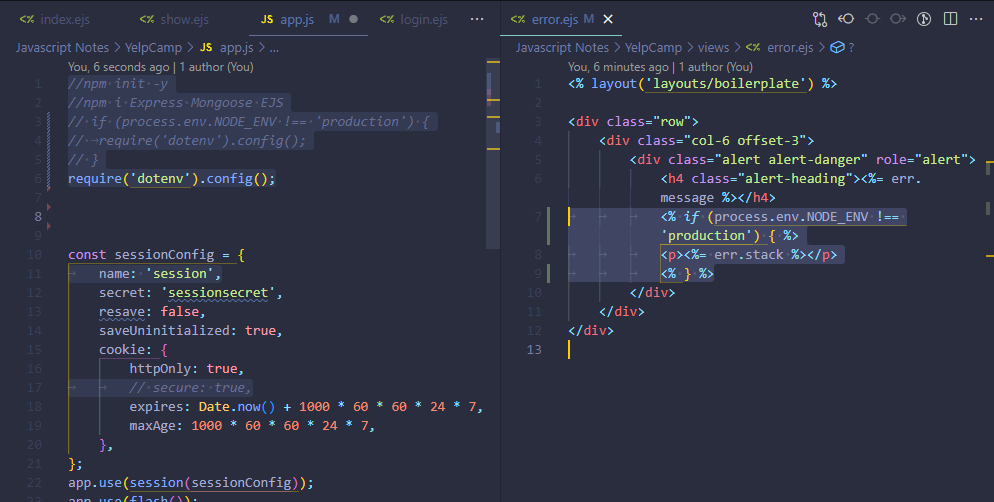 index.ejs
show.ejs
JS app.js M
login.ejs
Javascript Notes > YelpCamp > JS app.js > ...
You, 6 seconds ago | 1 author (You)
1 //npm init -y
2 //npm i Express Mongoose EJS
3 // if (process.env.NODE_ENV !== 'production') {
4 // require('dotenv').config();
5 // }
6 require('dotenv').config();
7
8
9
10 const sessionConfig = {
11 name: 'session',
12 secret: 'sessionsecret',
13 resave: false,
14 saveUninitialized: true,
15 cookie: {
16 httpOnly: true,
17 // secure: true,
18 expires: Date.now() + 1000 * 60 * 60 * 24 * 7,
19 maxAge: 1000 * 60 * 60 * 24 * 7,
20 },
21 };
22 app.use(session(sessionConfig));
23 app.use(flash());
error.ejs M
Javascript Notes > YelpCamp > views > error.ejs > ?
You, 6 minutes ago | 1 author (You)
1 <% layout('layouts/boilerplate') %>
2
3 <div class="row">
4 <div class="col-6 offset-3">
5 <div class="alert alert-danger" role="alert">
6 <h4 class="alert-heading"><%= err.
message %></h4>
7 <% if (process.env.NODE_ENV !==
'production') { %>
8 <p><%= err.stack %></p>
9 <% } %>
10 </div>
11 </div>
12 </div>
13